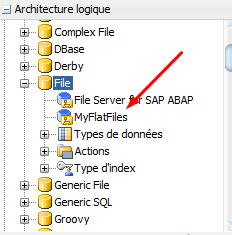 Architecture logique
Complex File
DBase
Derby
File
File Server for SAP ABAP
MyFlatFiles
Types de données
Actions
Type d'index
Generic File
Generic SQL
Groovy